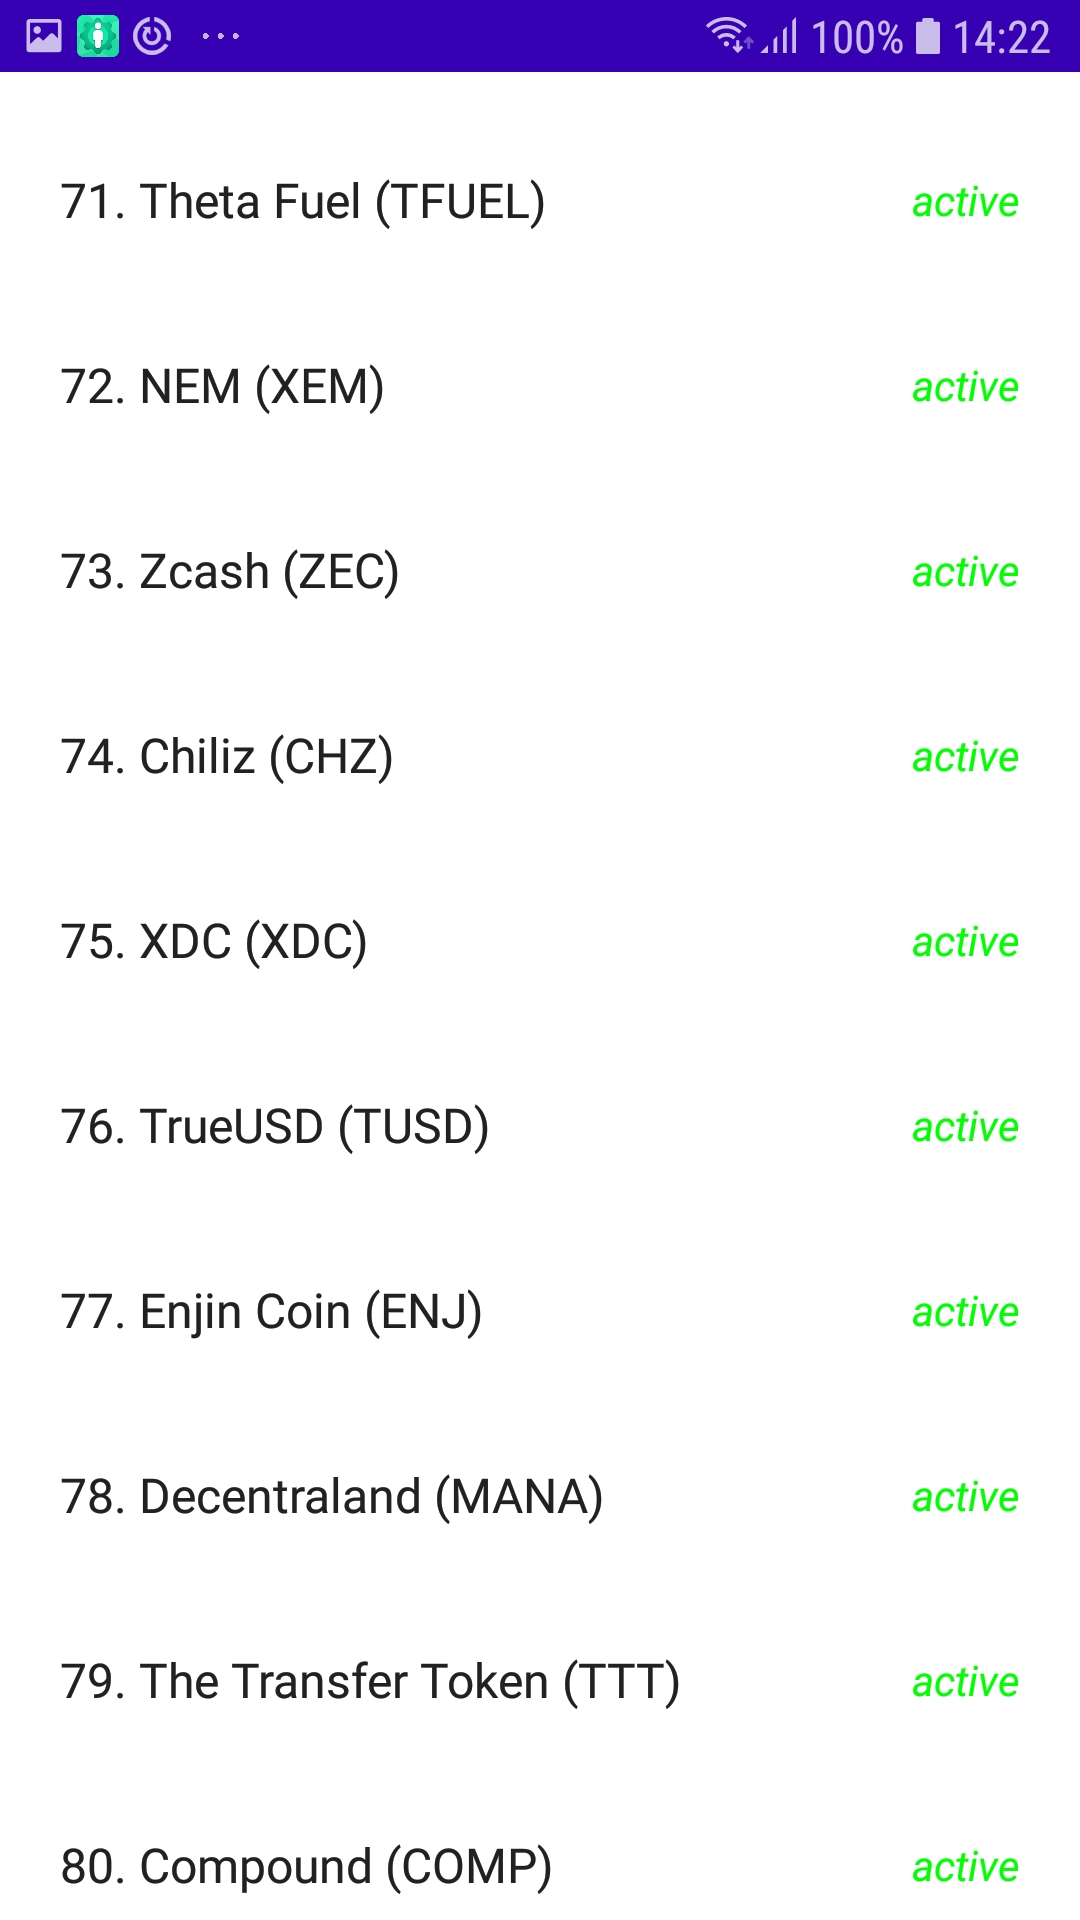 100% 14:22
71. Theta Fuel (TFUEL) active
72. NEM (XEM) active
73. Zcash (ZEC) active
74. Chiliz (CHZ) active
75. XDC (XDC) active
76. TrueUSD (TUSD) active
77. Enjin Coin (ENJ) active
78. Decentraland (MANA) active
79. The Transfer Token (TTT) active
80. Compound (COMP) active